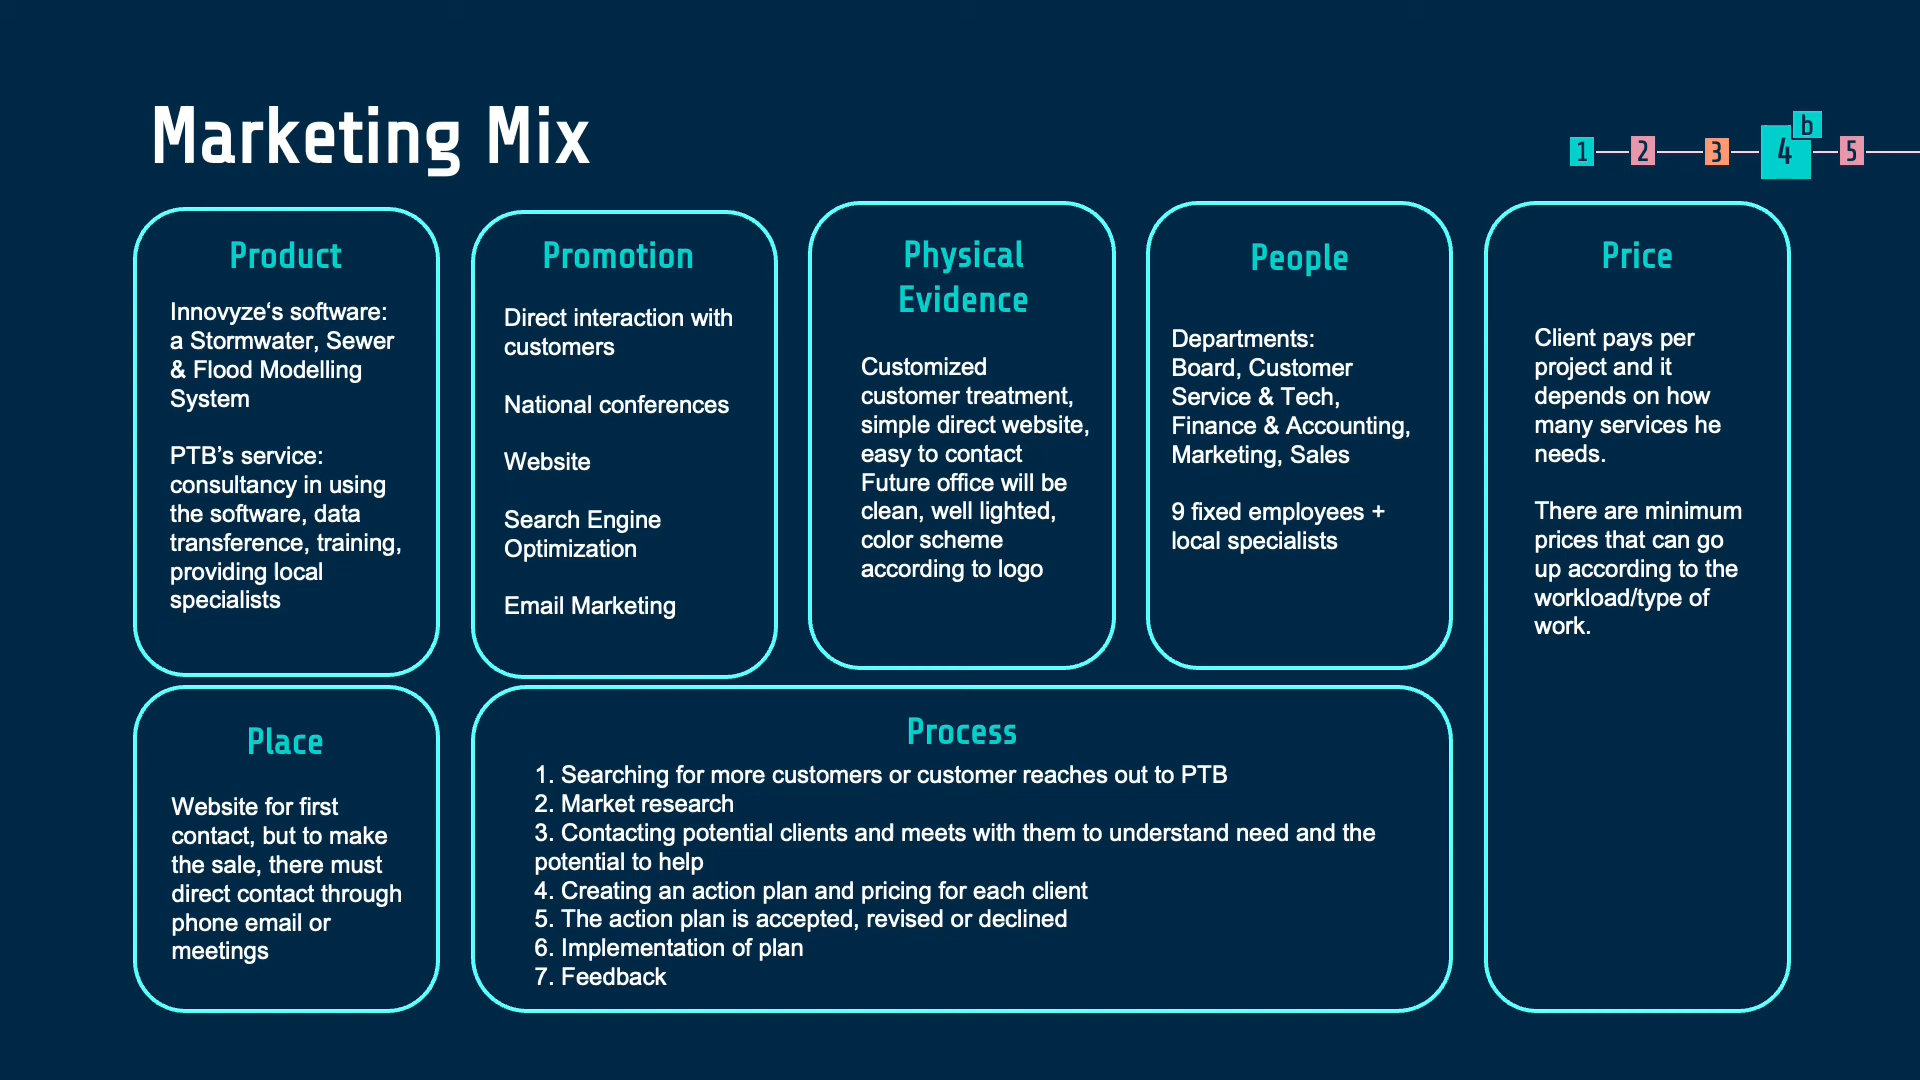 Marketing Mix
1
2
3
4
b
5
Product
Innovyze‘s software:
a Stormwater, Sewer
& Flood Modelling
System
PTB’s service:
consultancy in using
the software, data
transference, training,
providing local
specialists
Promotion
Direct interaction with
customers
National conferences
Website
Search Engine
Optimization
Email Marketing
Physical
Evidence
Customized
customer treatment,
simple direct website,
easy to contact
Future office will be
clean, well lighted,
color scheme
according to logo
People
Departments:
Board, Customer
Service & Tech,
Finance & Accounting,
Marketing, Sales
9 fixed employees +
local specialists
Price
Client pays per
project and it
depends on how
many services he
needs.
There are minimum
prices that can go
up according to the
workload/type of
work.
Place
Website for first
contact, but to make
the sale, there must
direct contact through
phone email or
meetings
Process
1. Searching for more customers or customer reaches out to PTB
2. Market research
3. Contacting potential clients and meets with them to understand need and the
potential to help
4. Creating an action plan and pricing for each client
5. The action plan is accepted, revised or declined
6. Implementation of plan
7. Feedback